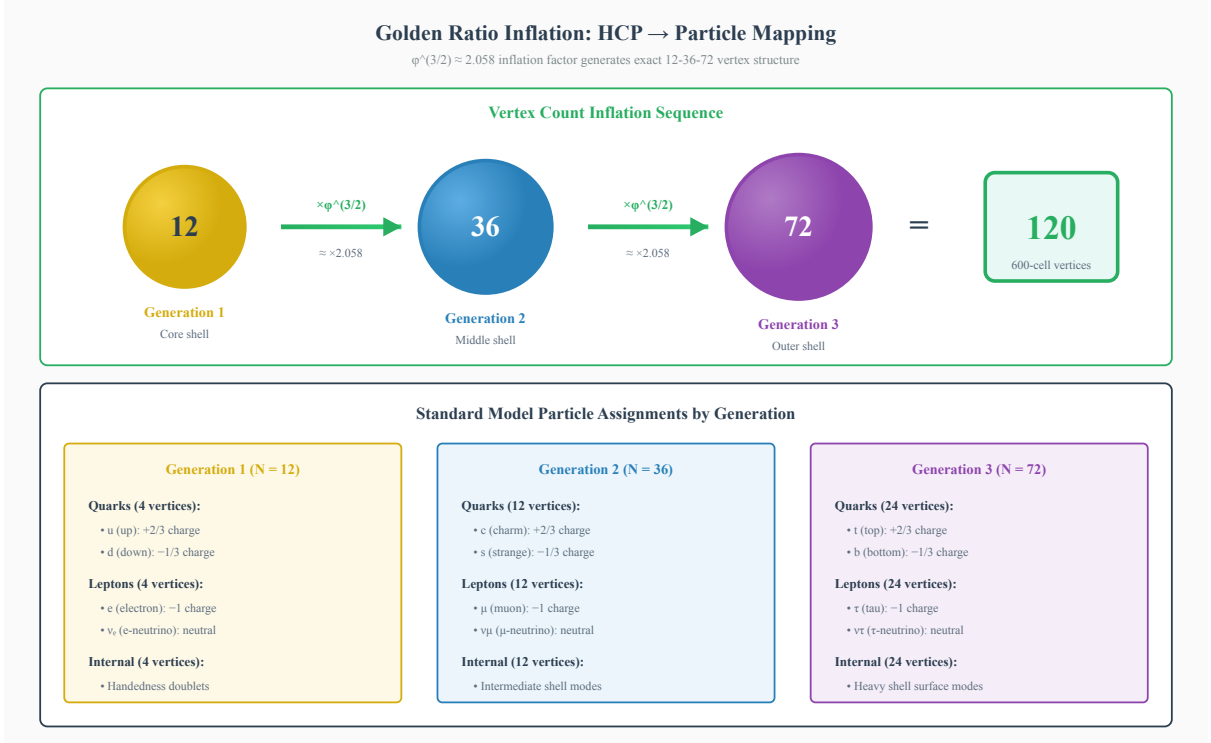 Golden Ratio Inflation: HCP → Particle Mapping
φ^(3/2) ≈ 2.058 inflation factor generates exact 12-36-72 vertex structure
Vertex Count Inflation Sequence
12
×φ^(3/2)
≈ ×2.058
36
×φ^(3/2)
≈ ×2.058
72
=
120
600-cell vertices
Generation 1
Core shell
Generation 2
Middle shell
Generation 3
Outer shell
Standard Model Particle Assignments by Generation
Generation 1 (N = 12)
Quarks (4 vertices):
• u (up): +2/3 charge
• d (down): −1/3 charge
Leptons (4 vertices):
• e (electron): −1 charge
• νₑ (e-neutrino): neutral
Internal (4 vertices):
• Handedness doublets
Generation 2 (N = 36)
Quarks (12 vertices):
• c (charm): +2/3 charge
• s (strange): −1/3 charge
Leptons (12 vertices):
• μ (muon): −1 charge
• νμ (μ-neutrino): neutral
Internal (12 vertices):
• Intermediate shell modes
Generation 3 (N = 72)
Quarks (24 vertices):
• t (top): +2/3 charge
• b (bottom): −1/3 charge
Leptons (24 vertices):
• τ (tau): −1 charge
• ντ (τ-neutrino): neutral
Internal (24 vertices):
• Heavy shell surface modes